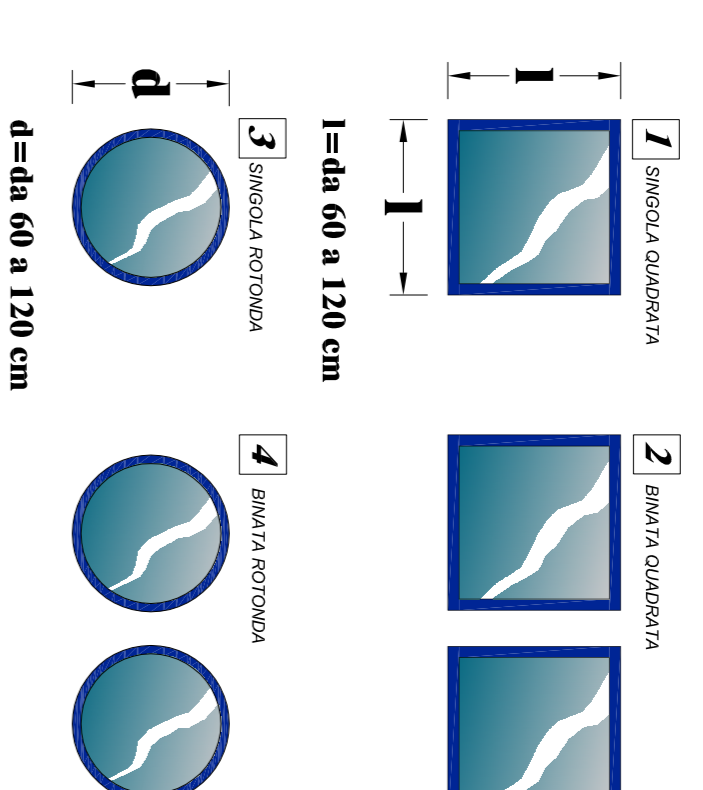 1 SINGOLA QUADRATA
l
l
l=da 60 a 120 cm
2 BINATA QUADRATA
3 SINGOLA ROTONDA
d
d=da 60 a 120 cm
4 BINATA ROTONDA